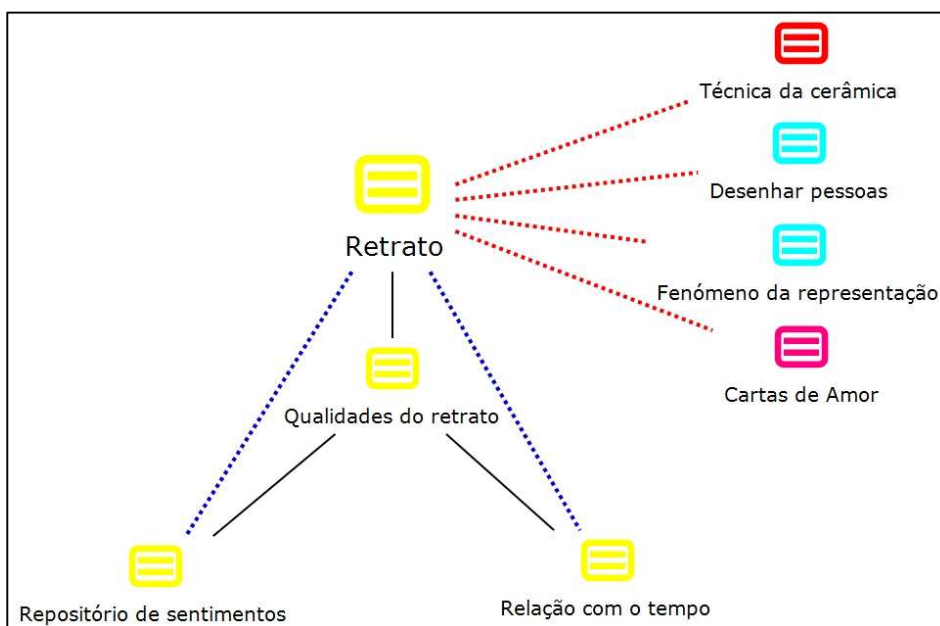 Técnica da cerâmica
Desenhar pessoas
Retrato
Fenómeno da representação
Cartas de Amor
Qualidades do retrato
Repositório de sentimentos
Relação com o tempo